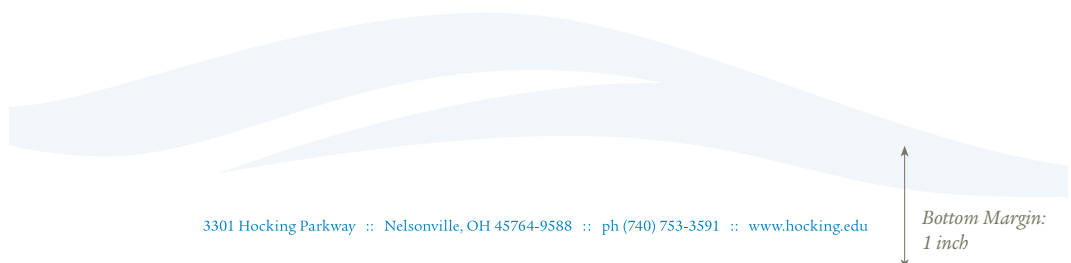 3301 Hocking Parkway :: Nelsonville, OH 45764-9588 :: ph (740) 753-3591 :: www.hocking.edu
Bottom Margin:
1 inch